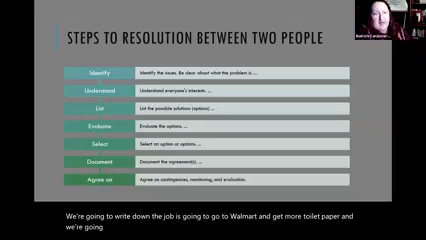 STEPS TO RESOLUTION BETWEEN TWO PEOPLE
Identify
Identify the issues. Be clear about what the problem is. ...
Understand
Understand everyone's interests. ...
List
List the possible solutions (options) ...
Evaluate
Evaluate the options. ...
Select
Select an option or options. ...
Document
Document the agreement(s). ...
Agree on
Agree on contingencies, monitoring, and evaluation.
We're going to write down the job is going to go to Walmart and get more toilet paper and
we're going